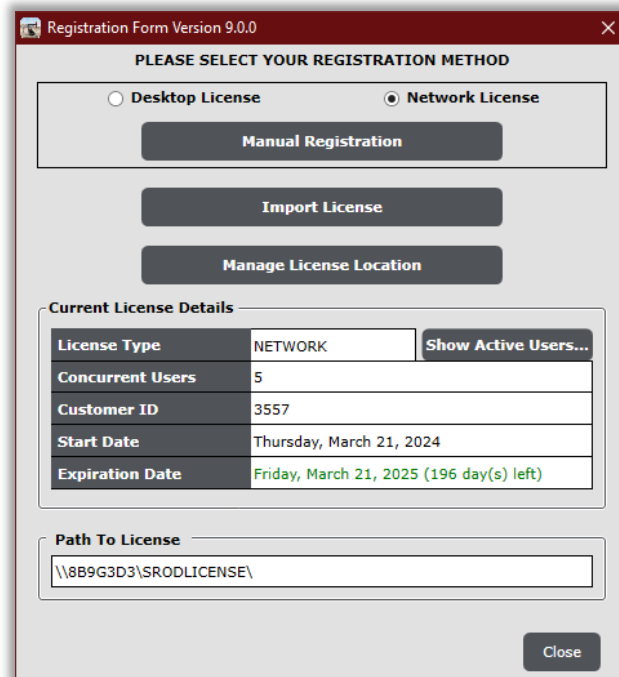 Registration Form Version 9.0.0
PLEASE SELECT YOUR REGISTRATION METHOD
Desktop License Network License
Manual Registration
Import License
Manage License Location
Current License Details
License Type NETWORK Show Active Users...
Concurrent Users 5
Customer ID 3557
Start Date Thursday, March 21, 2024
Expiration Date Friday, March 21, 2025 (196 day(s) left)
Path To License
\\8B9G3D3\SRODLICENSE\
Close